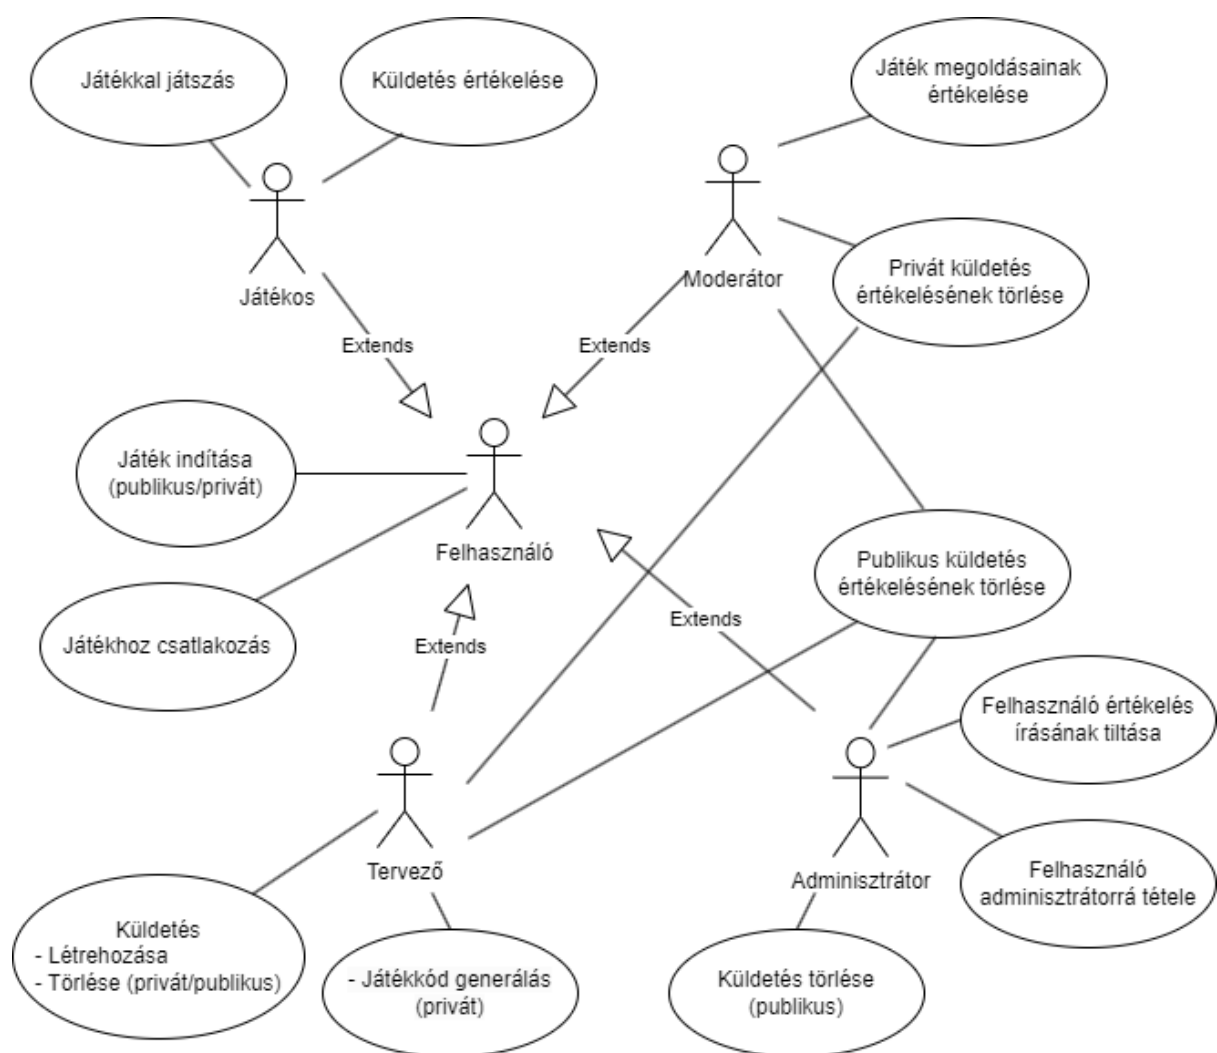 Játékkal játszás
Küldetés értékelése
Játék megoldásainak
értékelése
Játékos
Moderátor
Privát küldetés
értékelésének törlése
Extends
Extends
Játék indítása
(publikus/privát)
Felhasználó
Publikus küldetés
értékelésének törlése
Játékhoz csatlakozás
Extends
Extends
Felhasználó értékelés
írásának tiltása
Tervező
Adminisztrátor
Felhasználó
adminisztrátorrá tétele
Küldetés
- Létrehozása
- Törlése (privát/publikus)
- Játékkód generálás
(privát)
Küldetés törlése
(publikus)